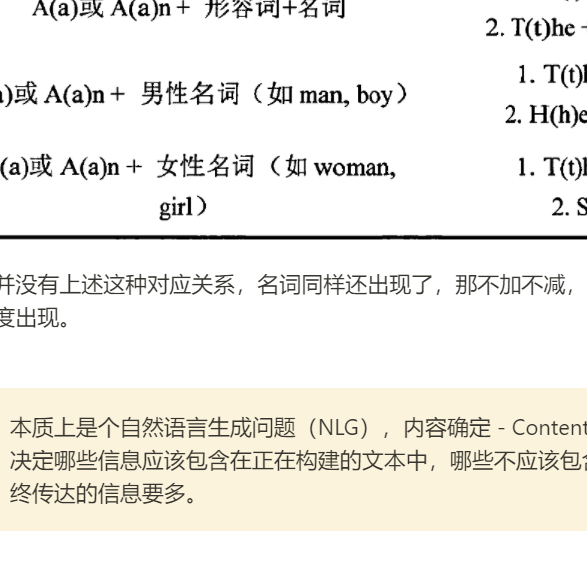 A(a)或 A(a)n + 形容词+名词
2. T(t)he
1. T(t)
a)或 A(a)n + 男性名词（如 man, boy）
2. H(h)e
(a)或 A(a)n + 女性名词（如 woman,
girl）
1. T(t)
2. S
并没有上述这种对应关系，名词同样还出现了，那不加不减，
度出现。
本质上是个自然语言生成问题（NLG），内容确定 - Content
决定哪些信息应该包含在正在构建的文本中，哪些不应该包含
终传达的信息要多。